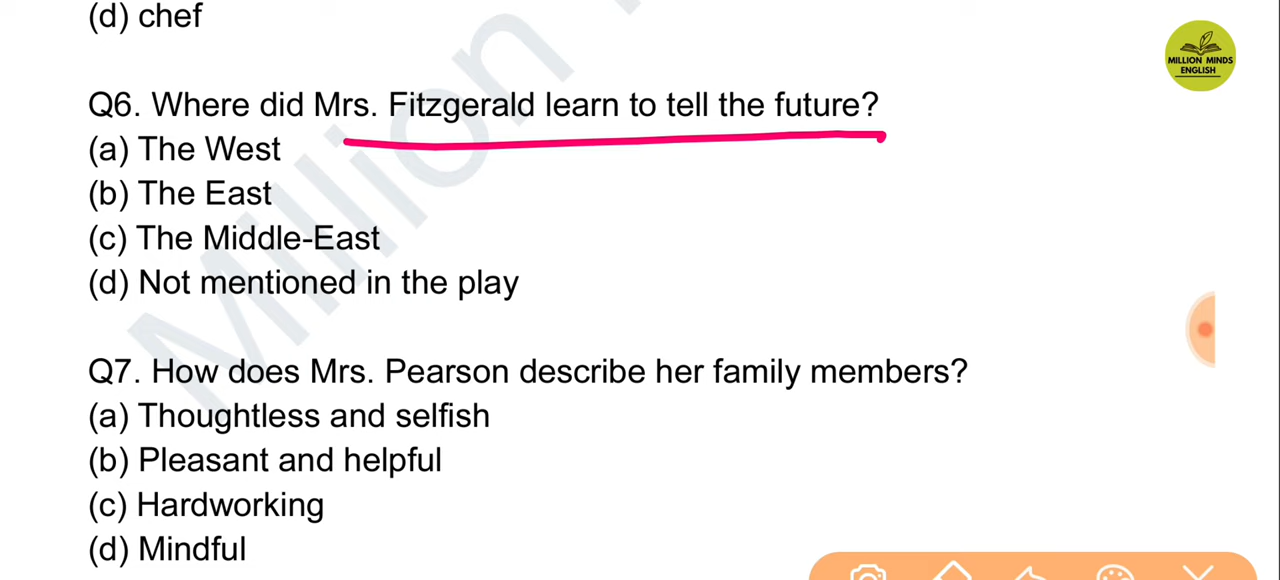 (d) chef
MILLION MINDS
ENGLISH
Q6. Where did Mrs. Fitzgerald learn to tell the future?
(a) The West
(b) The East
(c) The Middle-East
(d) Not mentioned in the play
Million
Q7. How does Mrs. Pearson describe her family members?
(a) Thoughtless and selfish
(b) Pleasant and helpful
(c) Hardworking
(d) Mindful